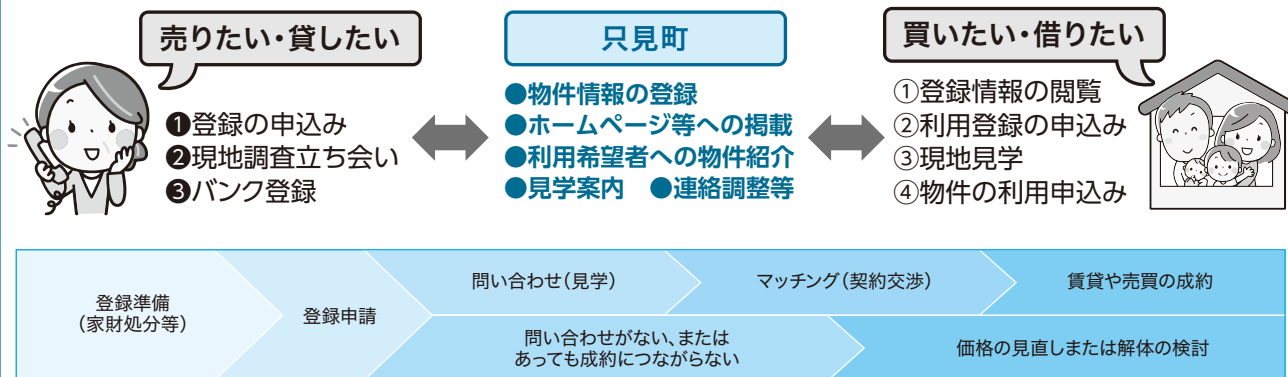 売りたい・貸したい
❶登録の申込み
❷現地調査立ち会い
❸バンク登録
只見町
●物件情報の登録
●ホームページ等への掲載
●利用希望者への物件紹介
●見学案内　●連絡調整等
買いたい・借りたい
①登録情報の閲覧
②利用登録の申込み
③現地見学
④物件の利用申込み
登録準備
（家財処分等）
登録申請
問い合わせ（見学）
マッチング（契約交渉）
賃貸や売買の成約
問い合わせがない、または
あっても成約につながらない
価格の見直しまたは解体の検討